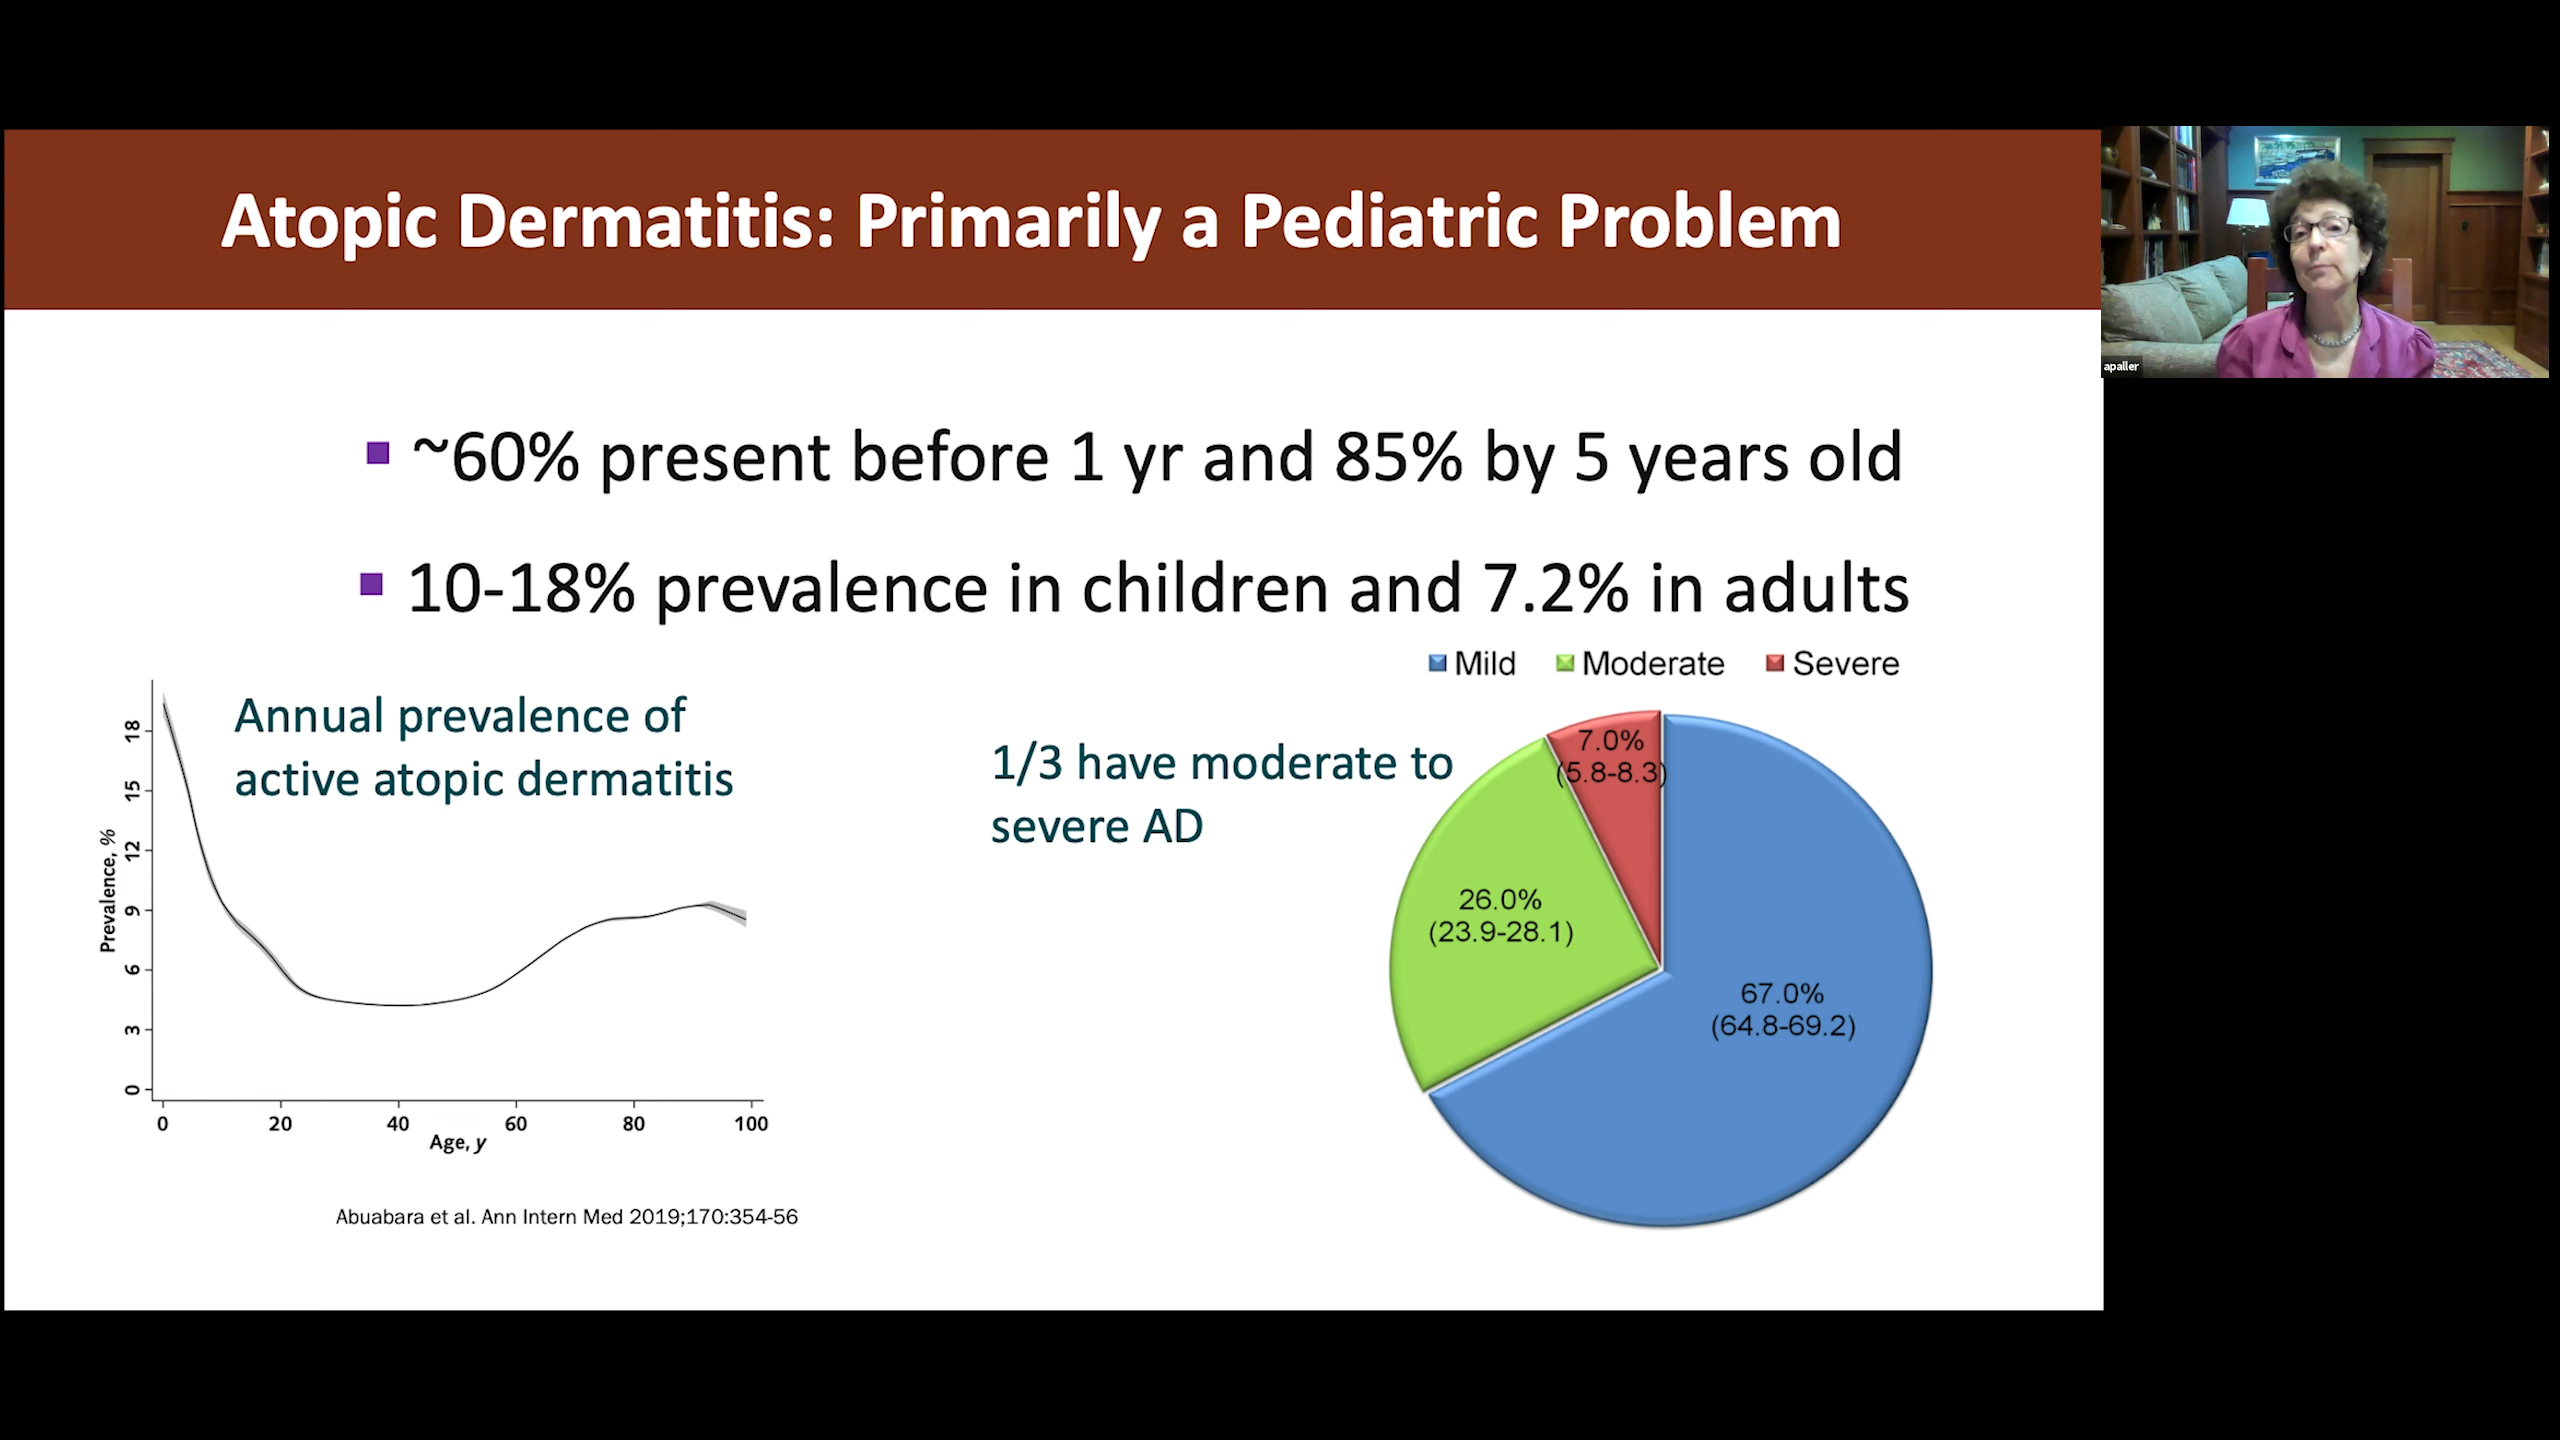 Atopic Dermatitis: Primarily a Pediatric Problem
apaller
~60% present before 1 yr and 85% by 5 years old
10-18% prevalence in children and 7.2% in adults
Annual prevalence of
active atopic dermatitis
Prevalence, %
18
15
12
9
6
3
0
0 20 40 60 80 100
Age, y
Abuabara et al. Ann Intern Med 2019;170:354-56
1/3 have moderate to
severe AD
Mild Moderate Severe
7.0%
(5.8-8.3)
26.0%
(23.9-28.1)
67.0%
(64.8-69.2)